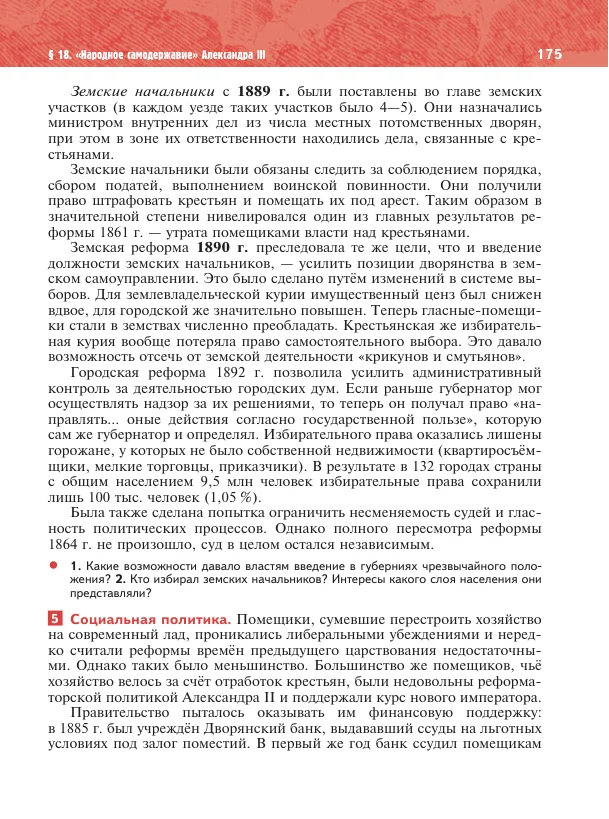 § 18. «Народное самодержавие» Александра III
175
Земские начальники с 1889 г. были поставлены во главе земских
участков (в каждом уезде таких участков было 4—5). Они назначались
министром внутренних дел из числа местных потомственных дворян,
при этом в зоне их ответственности находились дела, связанные с кре-
стьянами.
Земские начальники были обязаны следить за соблюдением порядка,
сбором податей, выполнением воинской повинности. Они получили
право штрафовать крестьян и помещать их под арест. Таким образом в
значительной степени нивелировался один из главных результатов ре-
формы 1861 г. — утрата помещиками власти над крестьянами.
Земская реформа 1890 г. преследовала те же цели, что и введение
должности земских начальников, — усилить позиции дворянства в зем-
ском самоуправлении. Это было сделано путём изменений в системе вы-
боров. Для землевладельческой курии имущественный ценз был снижен
вдвое, для городской же значительно повышен. Теперь гласные-помещи-
ки стали в земствах численно преобладать. Крестьянская же избиратель-
ная курия вообще потеряла право самостоятельного выбора. Это давало
возможность отсечь от земской деятельности «крикунов и смутьянов».
Городская реформа 1892 г. позволила усилить административный
контроль за деятельностью городских дум. Если раньше губернатор мог
осуществлять надзор за их решениями, то теперь он получал право «на-
правлять... оные действия согласно государственной пользе», которую
сам же губернатор и определял. Избирательного права оказались лишены
горожане, у которых не было собственной недвижимости (квартиросъём-
щики, мелкие торговцы, приказчики). В результате в 132 городах страны
с общим населением 9,5 млн человек избирательные права сохранили
лишь 100 тыс. человек (1,05 %).
Была также сделана попытка ограничить несменяемость судей и глас-
ность политических процессов. Однако полного пересмотра реформы
1864 г. не произошло, суд в целом остался независимым.
● 1. Какие возможности давало властям введение в губерниях чрезвычайного поло-
жения? 2. Кто избирал земских начальников? Интересы какого слоя населения они
представляли?
5 Социальная политика. Помещики, сумевшие перестроить хозяйство
на современный лад, проникались либеральными убеждениями и неред-
ко считали реформы времён предыдущего царствования недостаточны-
ми. Однако таких было меньшинство. Большинство же помещиков, чьё
хозяйство велось за счёт отработок крестьян, были недовольны реформа-
торской политикой Александра II и поддержали курс нового императора.
Правительство пыталось оказывать им финансовую поддержку:
в 1885 г. был учреждён Дворянский банк, выдававший ссуды на льготных
условиях под залог поместий. В первый же год банк ссудил помещикам